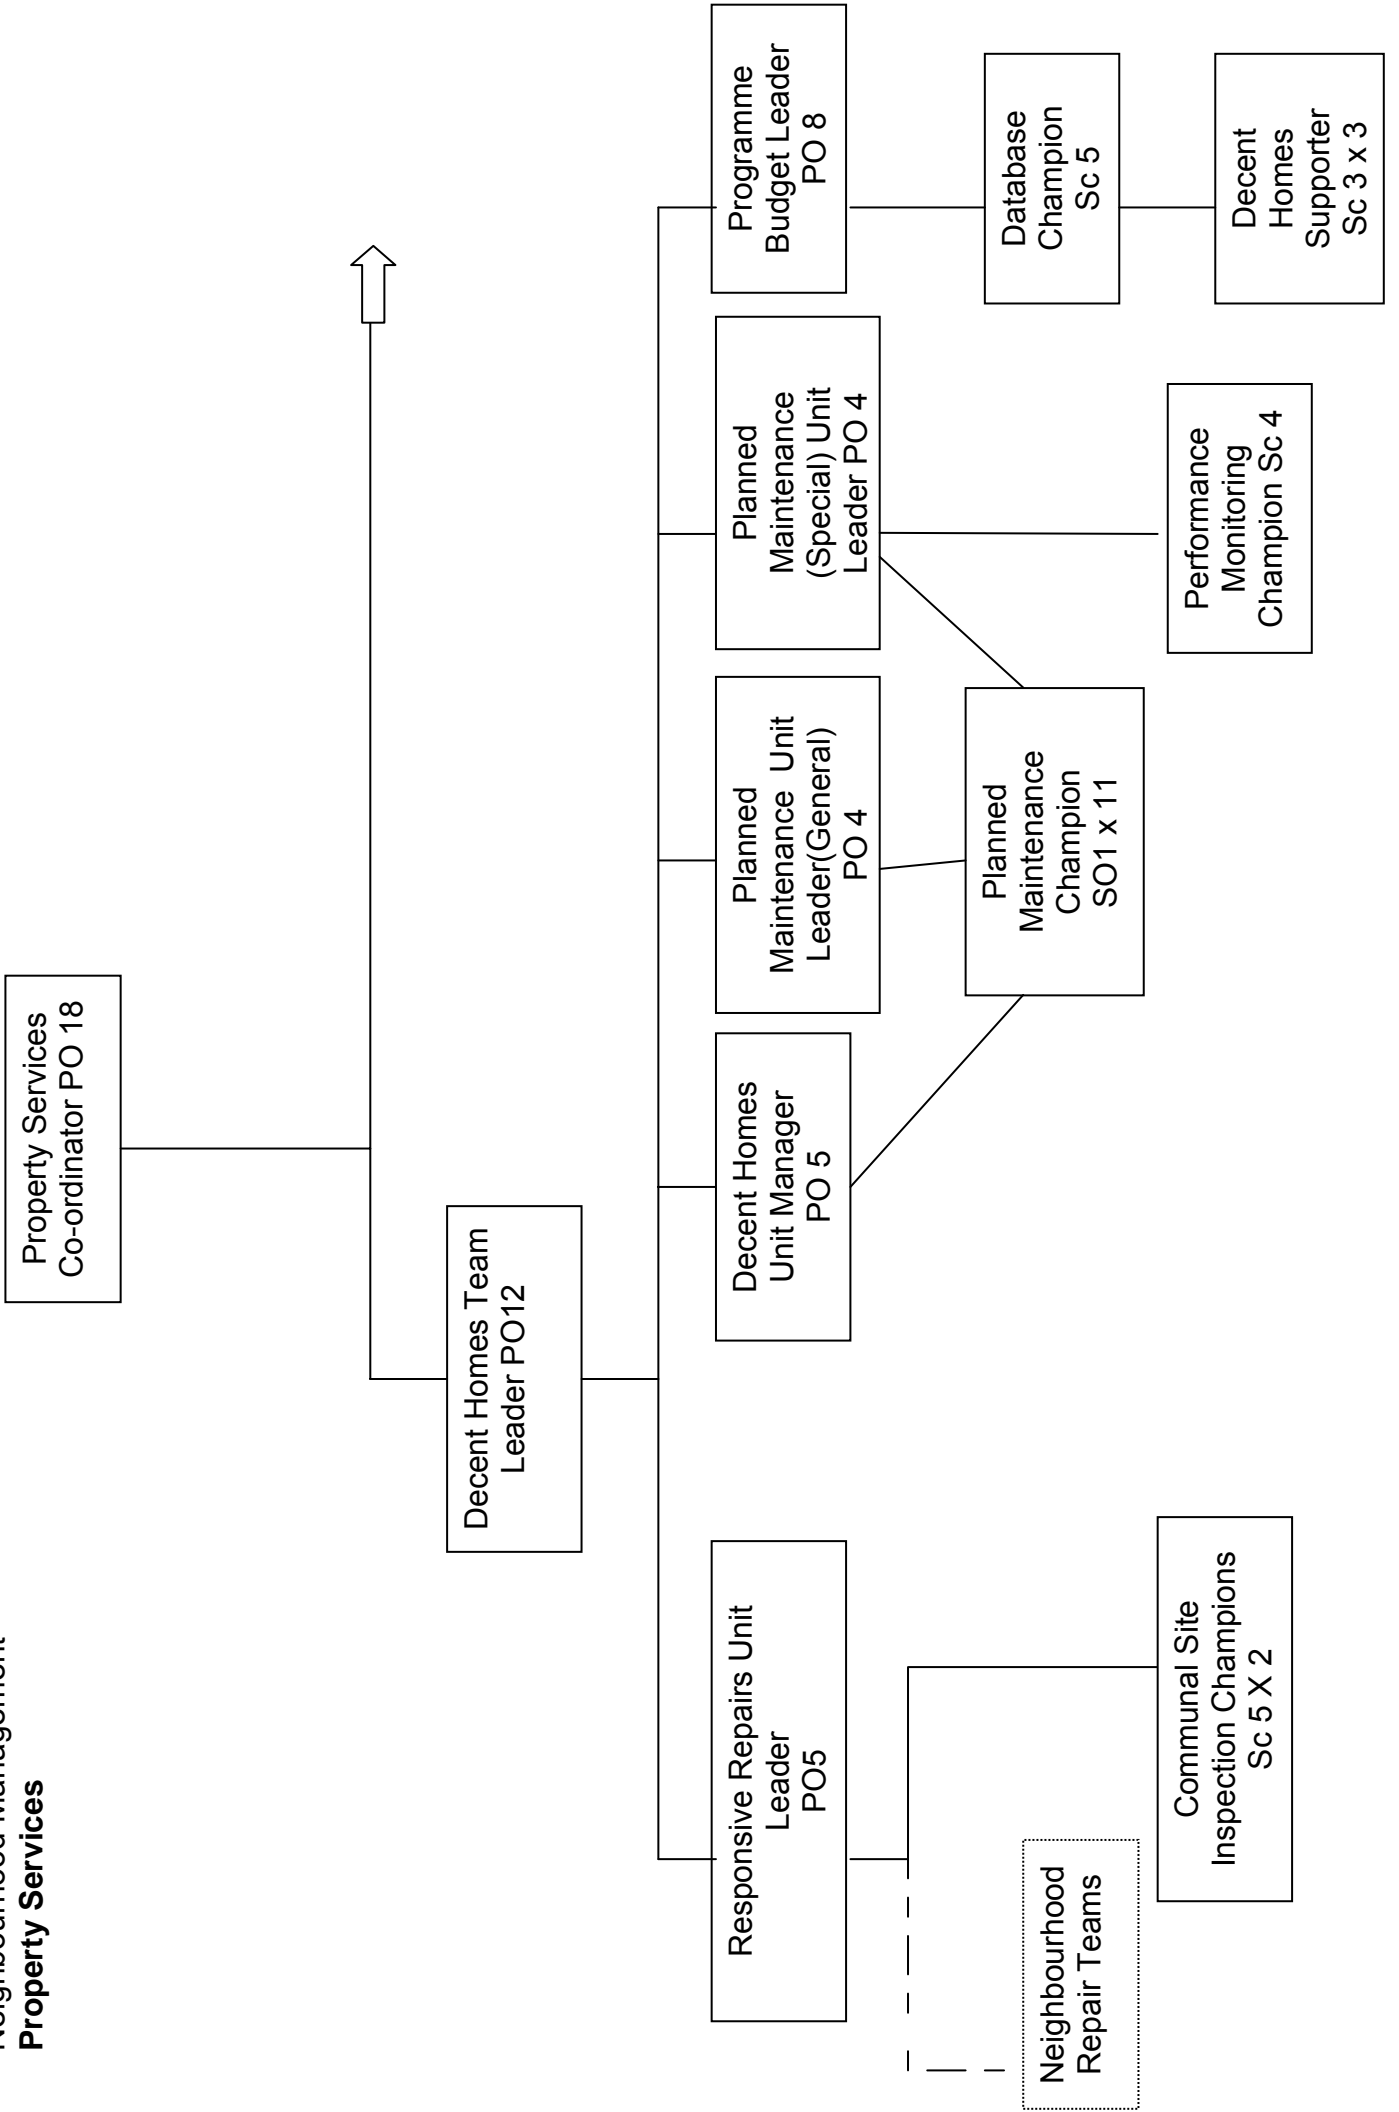 Neighbourhood Management
Property Services
Property Services
Co-ordinator PO 18
Decent Homes Team
Leader PO12
Responsive Repairs Unit
Leader
PO5
Decent Homes
Unit Manager
PO 5
Planned
Maintenance Unit
Leader(General)
PO 4
Planned
Maintenance
(Special) Unit
Leader PO 4
Programme
Budget Leader
PO 8
Neighbourhood
Repair Teams
Communal Site
Inspection Champions
Sc 5 X 2
Planned
Maintenance
Champion
SO1 x 11
Performance
Monitoring
Champion Sc 4
Database
Champion
Sc 5
Decent
Homes
Supporter
Sc 3 x 3